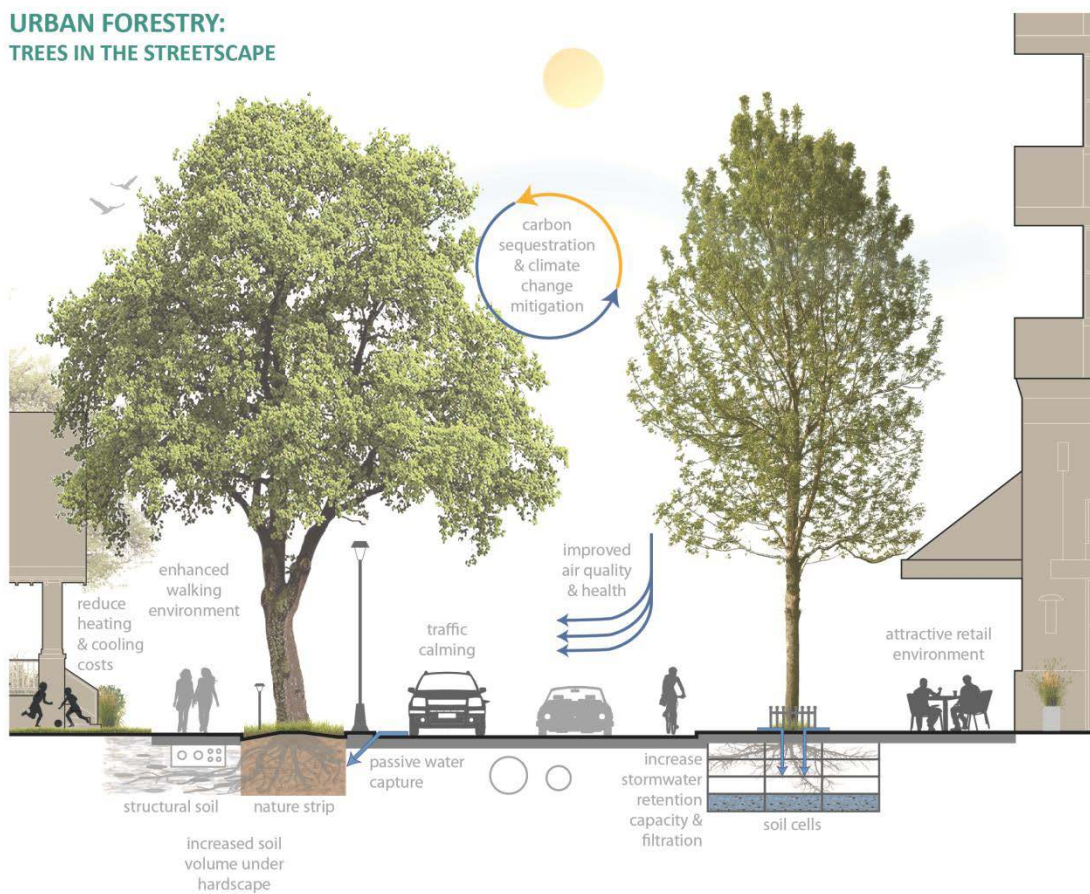 URBAN FORESTRY:
TREES IN THE STREETSCAPE
carbon
sequestration
& climate
change
mitigation
improved
air quality
& health
enhanced
walking
environment
reduce
heating
& cooling
costs
traffic
calming
attractive retail
environment
passive water
capture
structural soil
nature strip
increased soil
volume under
hardscape
increase
stormwater
retention
capacity &
filtration
soil cells